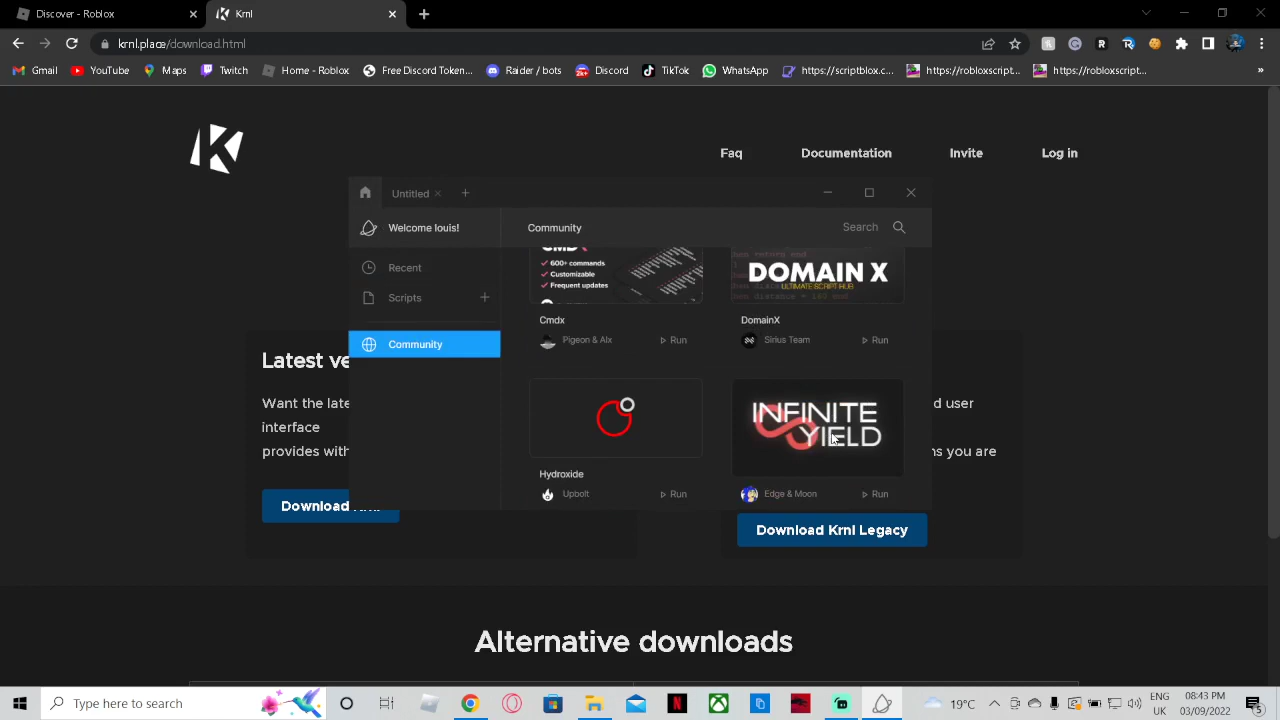 Discover - Roblox
Krnl
krnl.place/download.html
Gmail
YouTube
Maps
Twitch
Home - Roblox
Free Discord Token...
Raider / bots
2k+
Discord
TikTok
WhatsApp
https://scriptblox.c...
https://robloxscript...
https://robloxscript...
»
K
Faq
Documentation
Invite
Log in
Untitled
Welcome louis!
Community
Search
Recent
Scripts
Community
600+ commands
Customizable
Frequent updates
DOMAIN X
ULTIMATE SCRIPT HUB
Cmdx
DomainX
Pigeon & Alx
Run
Sirius Team
Run
INFINITE
YIELD
Hydroxide
Upbolt
Run
Edge & Moon
Run
Latest ve
Want the late
interface
provides with
d user
ns you are
Download Krnl
Download Krnl Legacy
Alternative downloads
Type here to search
19°C
ENG
UK
08:43 PM
03/09/2022
5